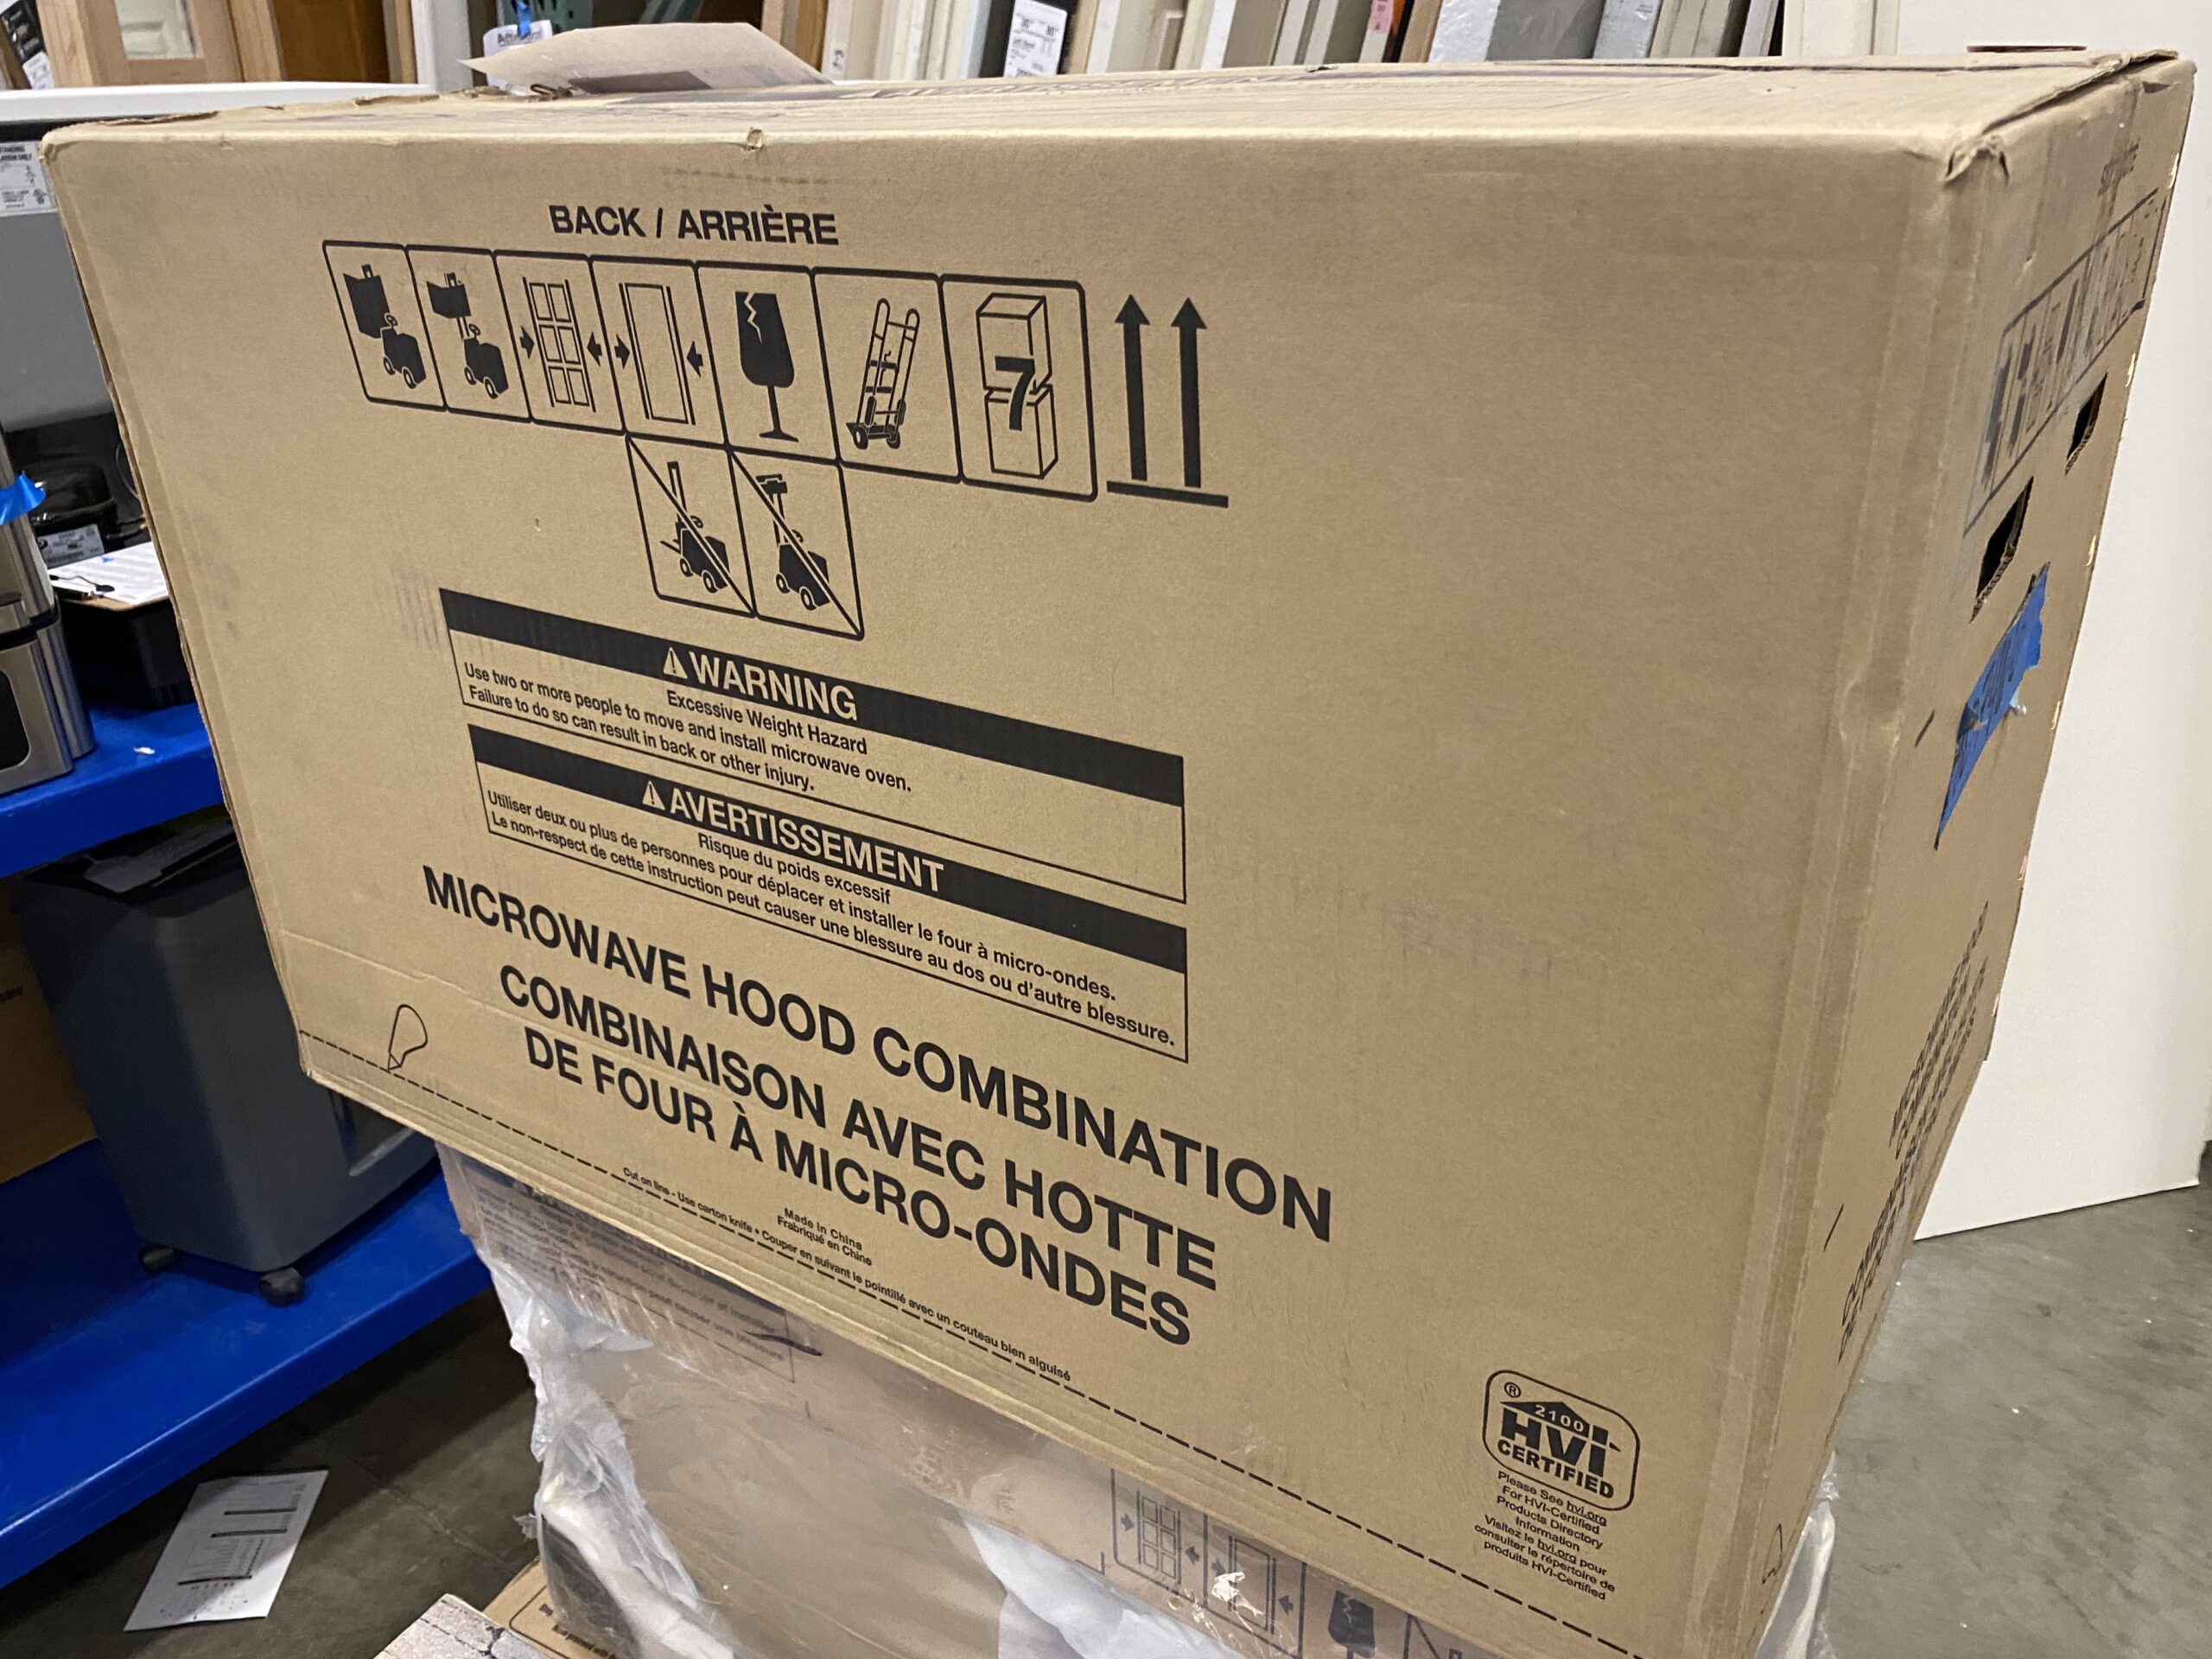 BACK / ARRIÈRE
7
WARNING
Excessive Weight Hazard
Use two or more people to move and install microwave oven.
Failure to do so can result in back or other injury.
AVERTISSEMENT
Risque du poids excessif
Utiliser deux ou plus de personnes pour déplacer et installer le four à micro-ondes.
Le non-respect de cette instruction peut causer une blessure au dos ou d'autre blessure.
MICROWAVE HOOD COMBINATION
COMBINAISON AVEC HOTTE
DE FOUR À MICRO-ONDES
Made in China
Frabriqué en Chine
Cut on line - Use carton knife • Couper en suivant le pointillé avec un couteau bien alguisé
®
2100
HVI
CERTIFIED
Please See hvi.org
For HVI-Certified
Products Directory
Information
Visitez le hvi.org pour
consulter le répertoire de
produits HVI-Certified